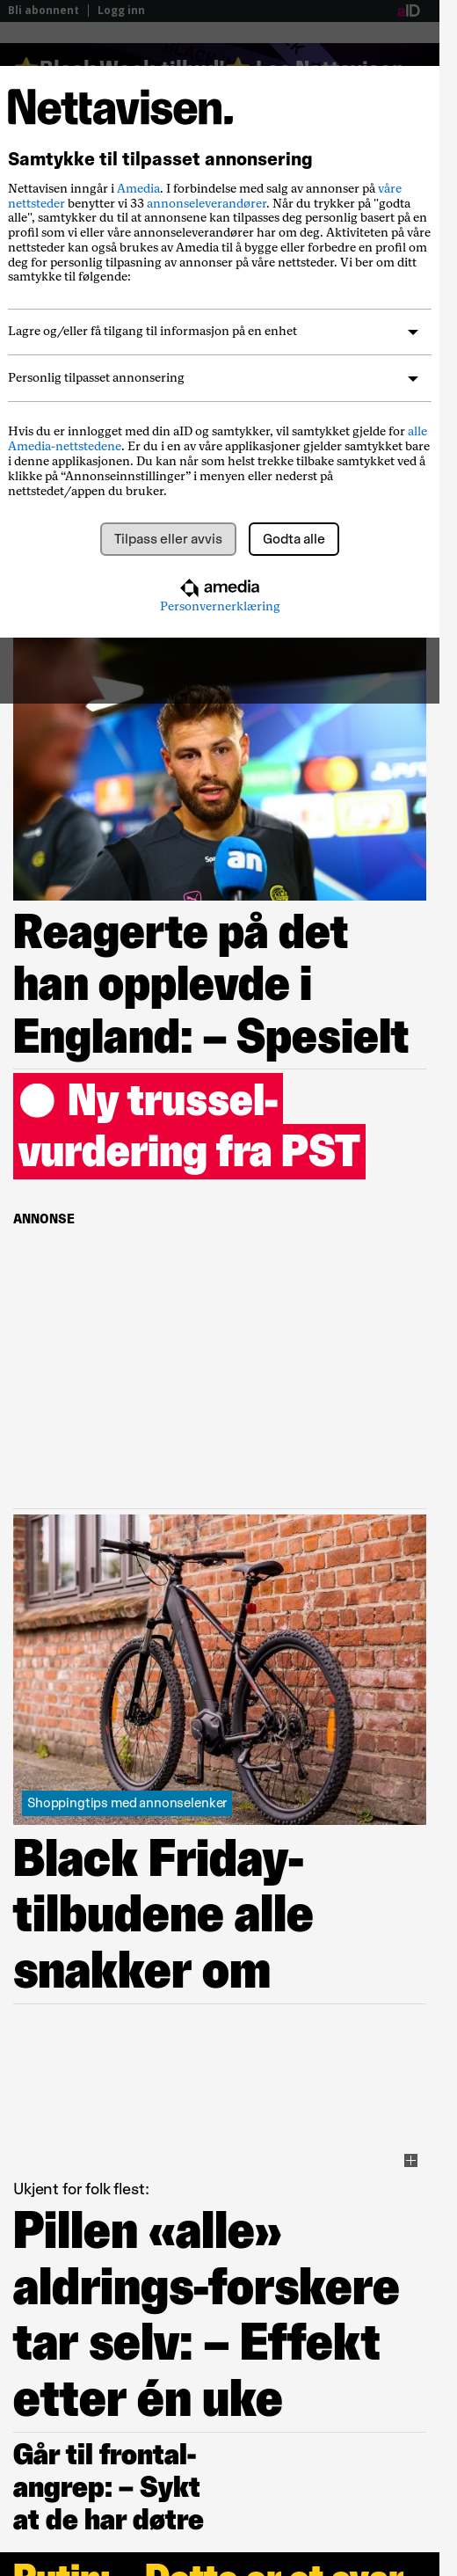 Bli abonnent | Logg inn
aID
Nettavisen.
Samtykke til tilpasset annonsering
Nettavisen inngår i Amedia. I forbindelse med salg av annonser på våre
nettsteder benytter vi 33 annonseleverandører. Når du trykker på "godta
alle", samtykker du til at annonsene kan tilpasses deg personlig basert på en
profil som vi eller våre annonseleverandører har om deg. Aktiviteten på våre
nettsteder kan også brukes av Amedia til å bygge eller forbedre en profil om
deg for personlig tilpasning av annonser på våre nettsteder. Vi ber om ditt
samtykke til følgende:
Lagre og/eller få tilgang til informasjon på en enhet
Personlig tilpasset annonsering
Hvis du er innlogget med din aID og samtykker, vil samtykket gjelde for alle
Amedia-nettstedene. Er du i en av våre applikasjoner gjelder samtykket bare
i denne applikasjonen. Du kan når som helst trekke tilbake samtykket ved å
klikke på “Annonseinnstillinger” i menyen eller nederst på
nettstedet/appen du bruker.
Tilpass eller avvis
Godta alle
amedia
Personvernerklæring
an
Reagerte på det
han opplevde i
England: – Spesielt
Ny trussel-
vurdering fra PST
ANNONSE
Shoppingtips med annonselenker
Black Friday-
tilbudene alle
snakker om
Ukjent for folk flest:
Pillen «alle»
aldrings-forskere
tar selv: – Effekt
etter én uke
Går til frontal-
angrep: – Sykt
at de har døtre